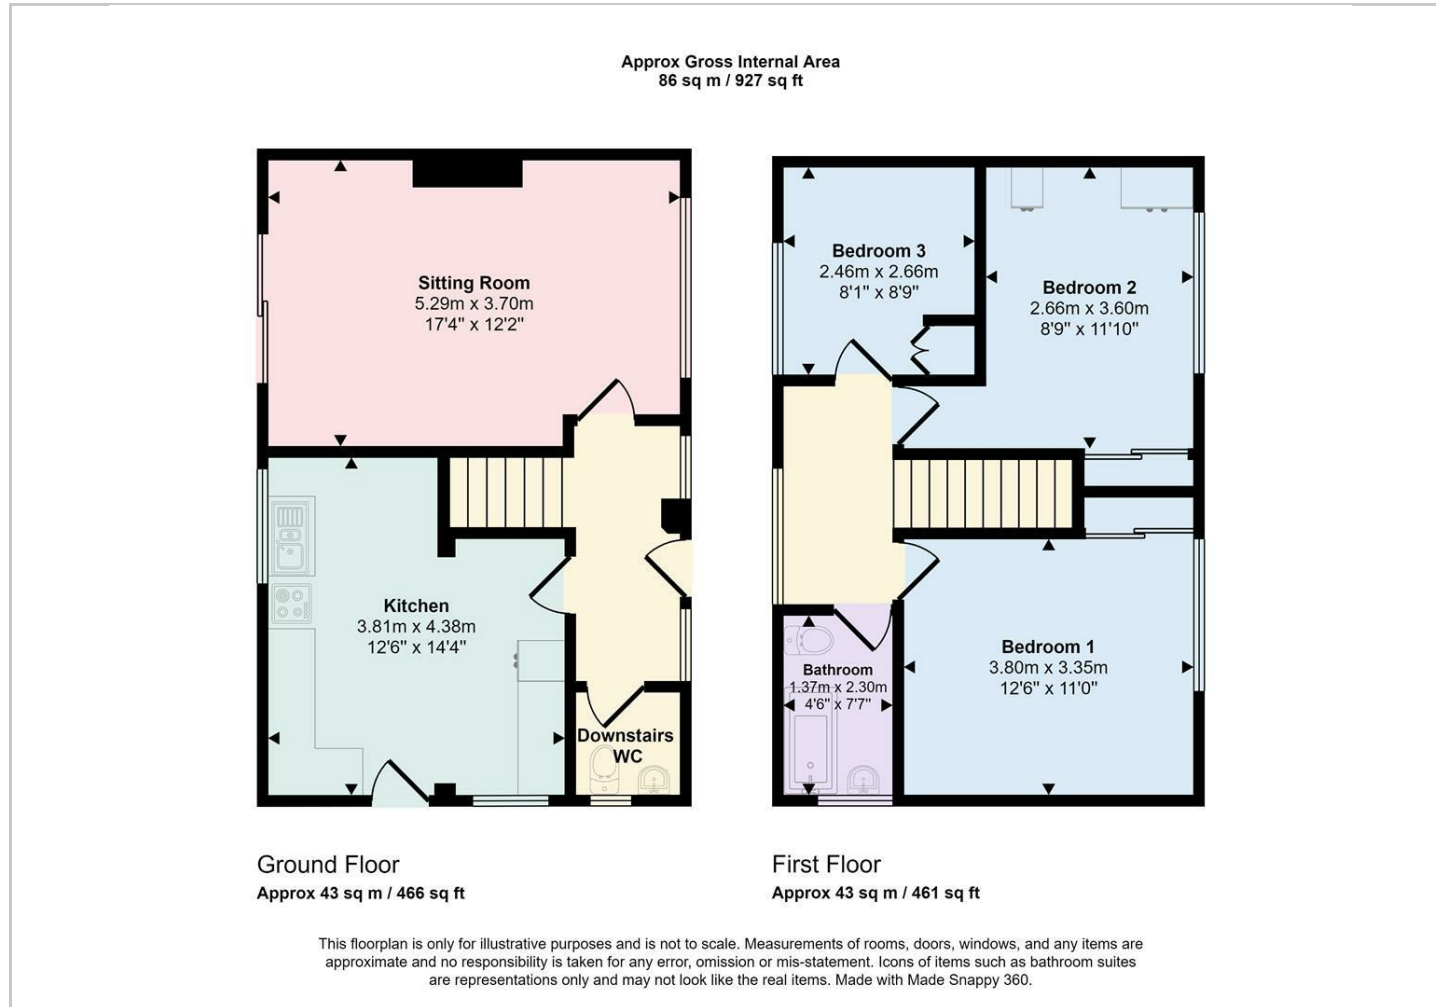 Approx Gross Internal Area
86 sq m / 927 sq ft
Sitting Room
5.29m x 3.70m
17'4" x 12'2"
Kitchen
3.81m x 4.38m
12'6" x 14'4"
Downstairs
WC
Bedroom 3
2.46m x 2.66m
8'1" x 8'9"
Bedroom 2
2.66m x 3.60m
8'9" x 11'10"
Bedroom 1
3.80m x 3.35m
12'6" x 11'0"
Bathroom
1.37m x 2.30m
4'6" x 7'7"
Ground Floor
Approx 43 sq m / 466 sq ft
First Floor
Approx 43 sq m / 461 sq ft
This floorplan is only for illustrative purposes and is not to scale. Measurements of rooms, doors, windows, and any items are
approximate and no responsibility is taken for any error, omission or mis-statement. Icons of items such as bathroom suites
are representations only and may not look like the real items. Made with Made Snappy 360.